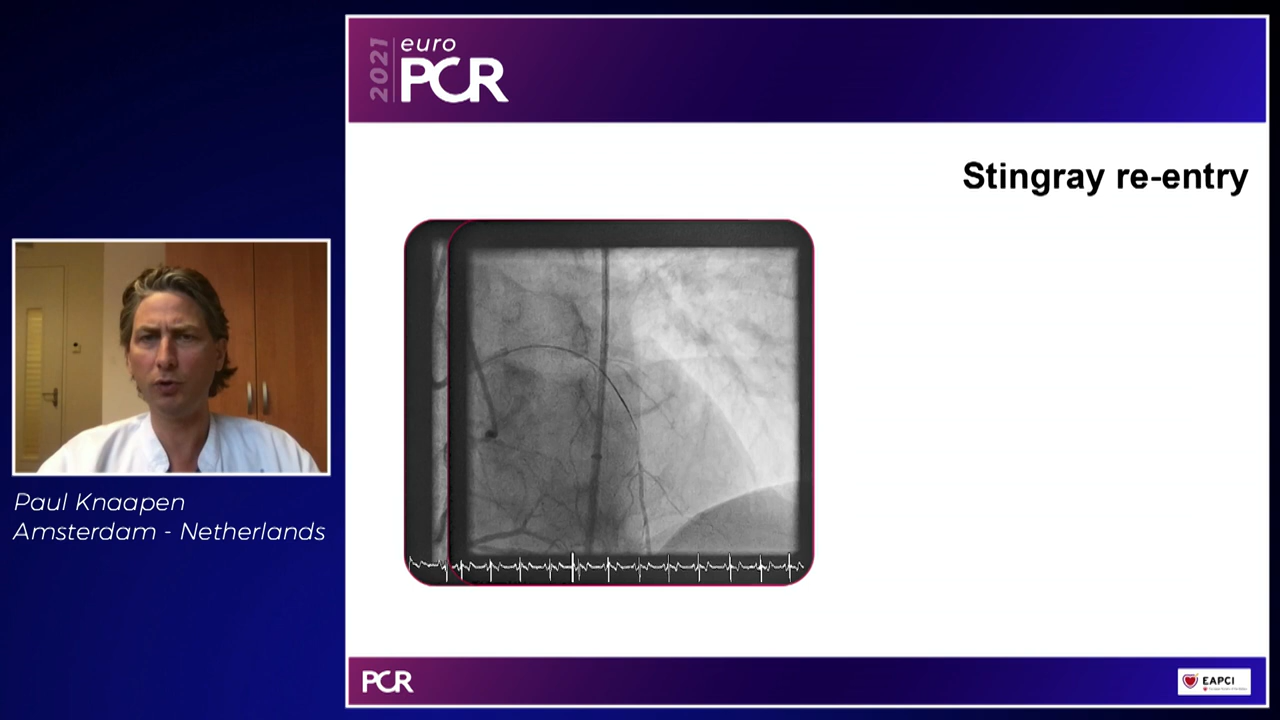 2021
euro
PCR
Stingray re-entry
Paul Knaapen
Amsterdam - Netherlands
PCR
EAPCI